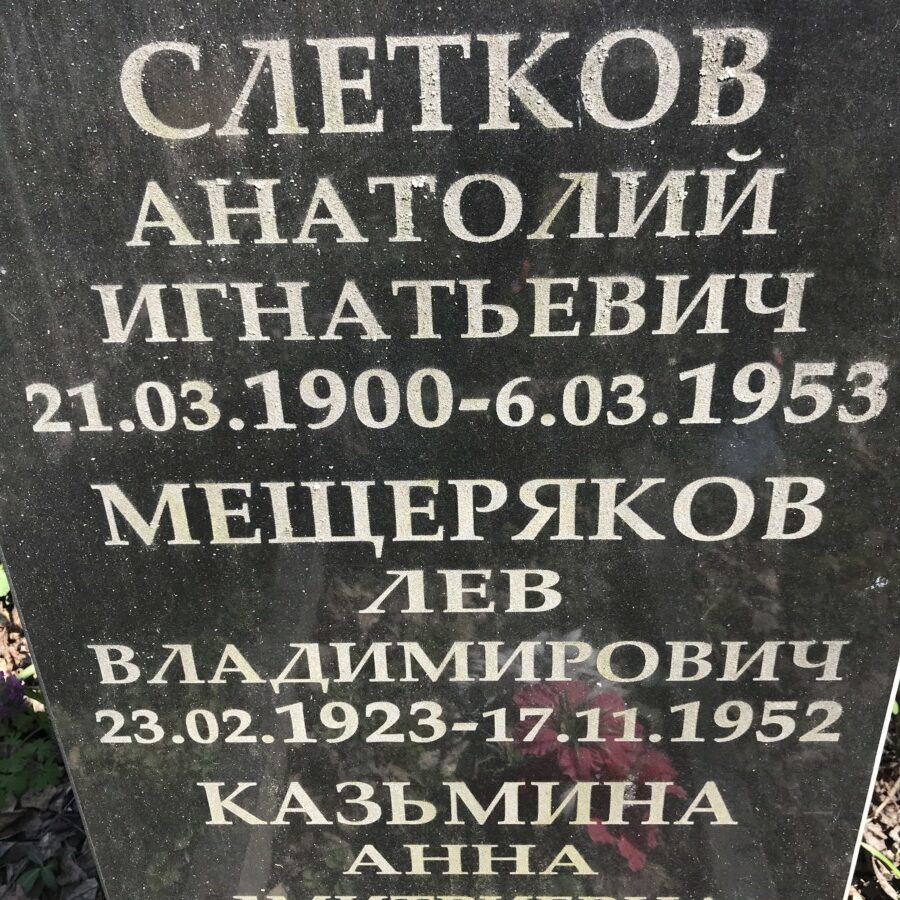 СЛЕТКОВ
АНАТОЛИЙ
ИГНАТЬЕВИЧ
21.03.1900-6.03.1953
МЕЩЕРЯКОВ
ЛЕВ
ВЛАДИМИРОВИЧ
23.02.1923-17.11.1952
КАЗЬМИНА
АННА